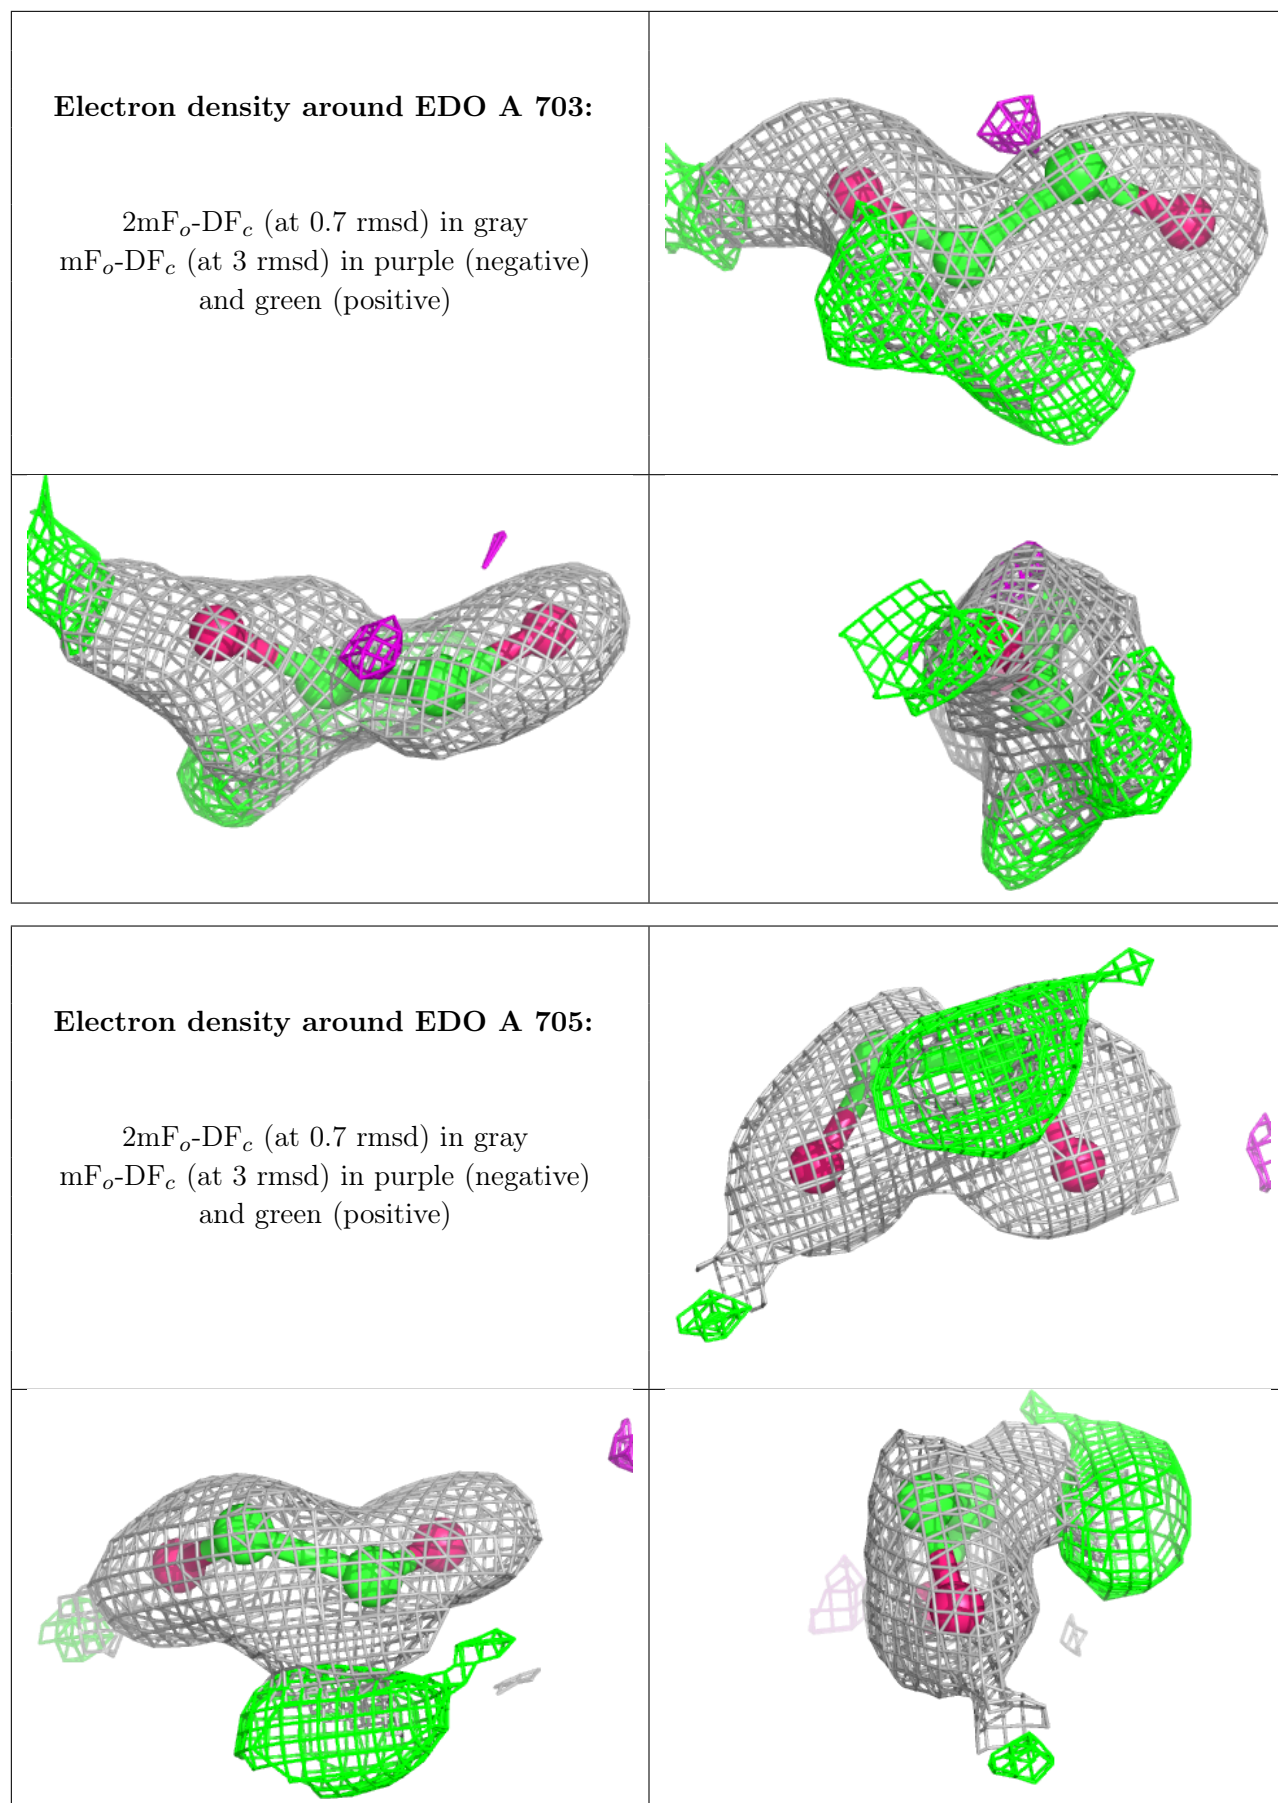 Electron density around EDO A 703:
2mFo-DFc (at 0.7 rmsd) in gray
mFo-DFc (at 3 rmsd) in purple (negative)
and green (positive)
Electron density around EDO A 705:
2mFo-DFc (at 0.7 rmsd) in gray
mFo-DFc (at 3 rmsd) in purple (negative)
and green (positive)